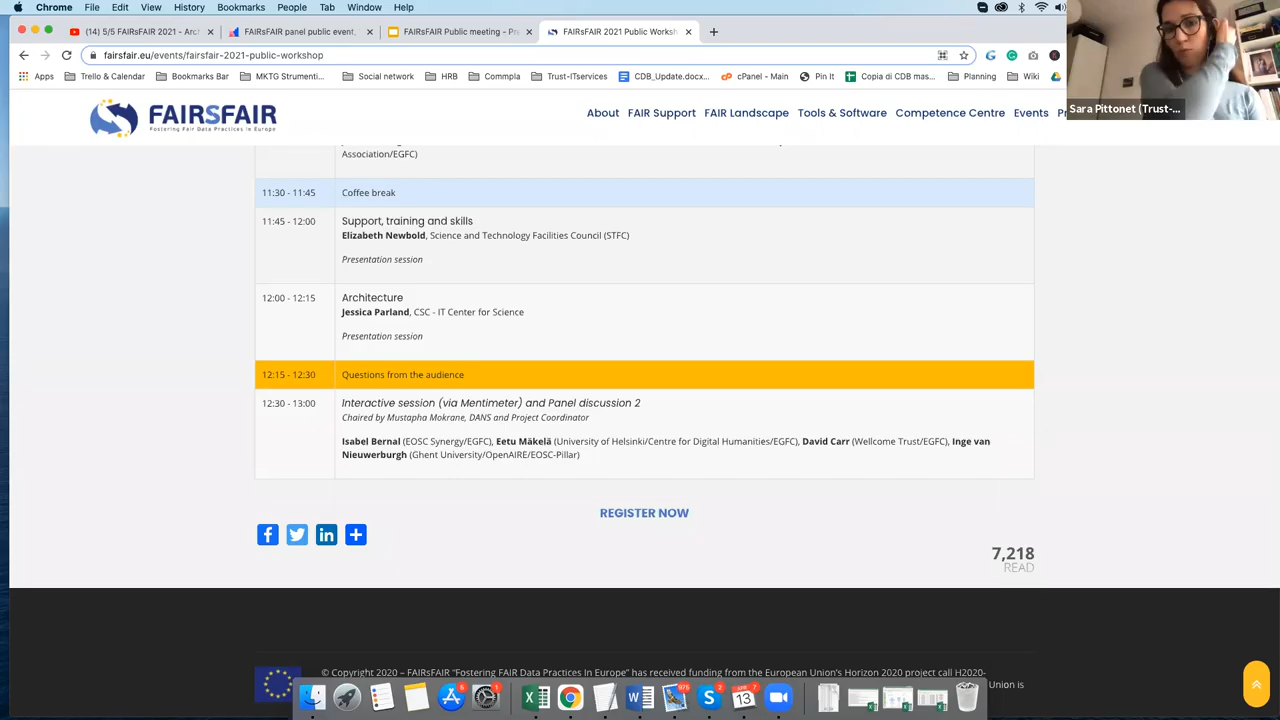 Chrome File Edit View History Bookmarks People Tab Window Help
(14) 5/5 FAIRsFAIR 2021 - Arc
FAIRsFAIR panel public event
FAIRsFAIR Public meeting - Pr
FAIRsFAIR 2021 Public Worksh
fairsfair.eu/events/fairsfair-2021-public-workshop
Apps Trello & Calendar Bookmarks Bar MKTG Strumenti... Social network HRB Commpla Trust-ITservices CDB_Update.docx... cPanel - Main Pin It Copia di CDB mas... Planning Wiki
Sara Pittonet (Trust-...
FAIRSFAIR
Fostering Fair Data Practices In Europe
About FAIR Support FAIR Landscape Tools & Software Competence Centre Events Pr
Association/EGFC)
11:30 - 11:45 Coffee break
11:45 - 12:00 Support, training and skills
Elizabeth Newbold, Science and Technology Facilities Council (STFC)
Presentation session
12:00 - 12:15 Architecture
Jessica Parland, CSC - IT Center for Science
Presentation session
12:15 - 12:30 Questions from the audience
12:30 - 13:00 Interactive session (via Mentimeter) and Panel discussion 2
Chaired by Mustapha Mokrane, DANS and Project Coordinator
Isabel Bernal (EOSC Synergy/EGFC), Eetu Mäkelä (University of Helsinki/Centre for Digital Humanities/EGFC), David Carr (Wellcome Trust/EGFC), Inge van
Nieuwerburgh (Ghent University/OpenAIRE/EOSC-Pillar)
REGISTER NOW
7,218
READ
© Copyright 2020 – FAIRsFAIR "Fostering FAIR Data Practices In Europe" has received funding from the European Union's Horizon 2020 project call H2020-
Union is